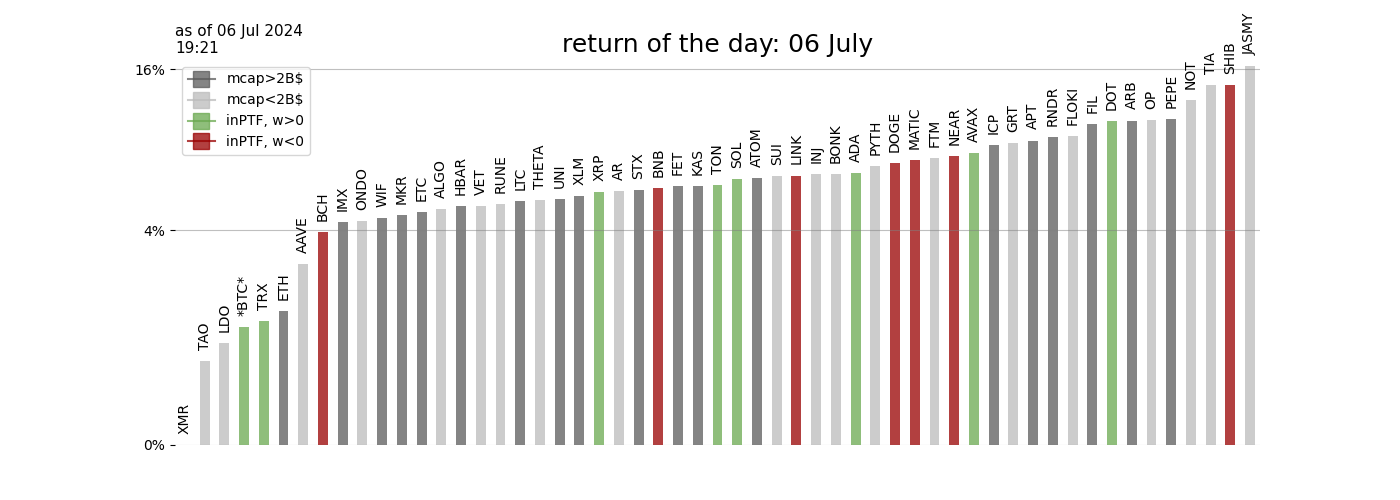 as of 06 Jul 2024
19:21
return of the day: 06 July
16%
4%
0%
mcap>2B$
mcap<2B$
inPTF, w>0
inPTF, w<0
XMR
TAO
LDO
*BTC*
TRX
ETH
AAVE
BCH
IMX
ONDO
WIF
MKR
ETC
ALGO
HBAR
VET
RUNE
LTC
THETA
UNI
XLM
XRP
AR
STX
BNB
FET
KAS
TON
SOL
ATOM
SUI
LINK
INJ
BONK
ADA
PYTH
DOGE
MATIC
FTM
NEAR
AVAX
ICP
GRT
APT
RNDR
FLOKI
FIL
DOT
ARB
OP
PEPE
NOT
TIA
SHIB
JASMY